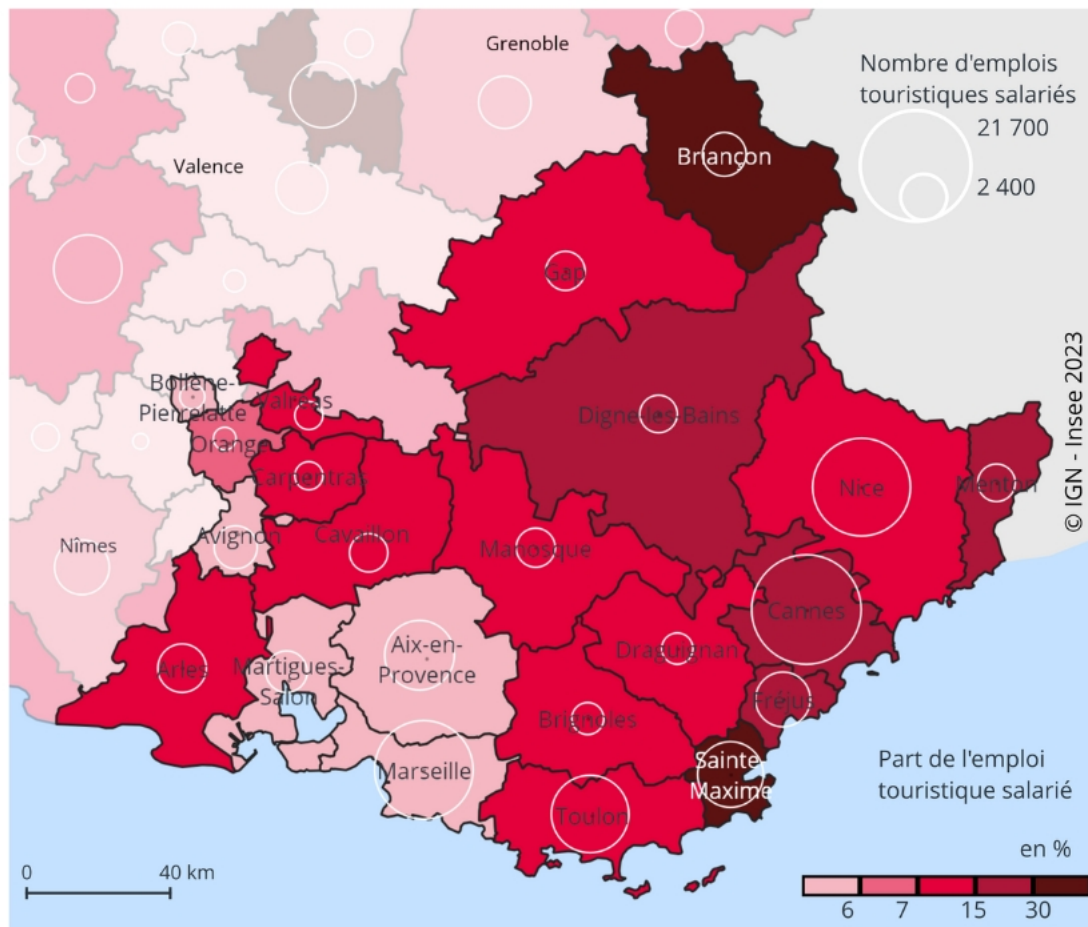 Grenoble
Nombre d'emplois
touristiques salariés
21 700
2 400
Valence
Briançon
Gap
Bollène-
Pierrelatte
Valréas
Orange
Digne-les-Bains
Carpentras
Nice
Menton
Nîmes
Avignon
Cavaillon
Manosque
Cannes
Arles
Martigues-
Salon
Aix-en-
Provence
Draguignan
Brignoles
Fréjus
Marseille
Sainte-
Maxime
Toulon
Part de l'emploi
touristique salarié
en %
6
7
15
30
0
40 km
© IGN - Insee 2023